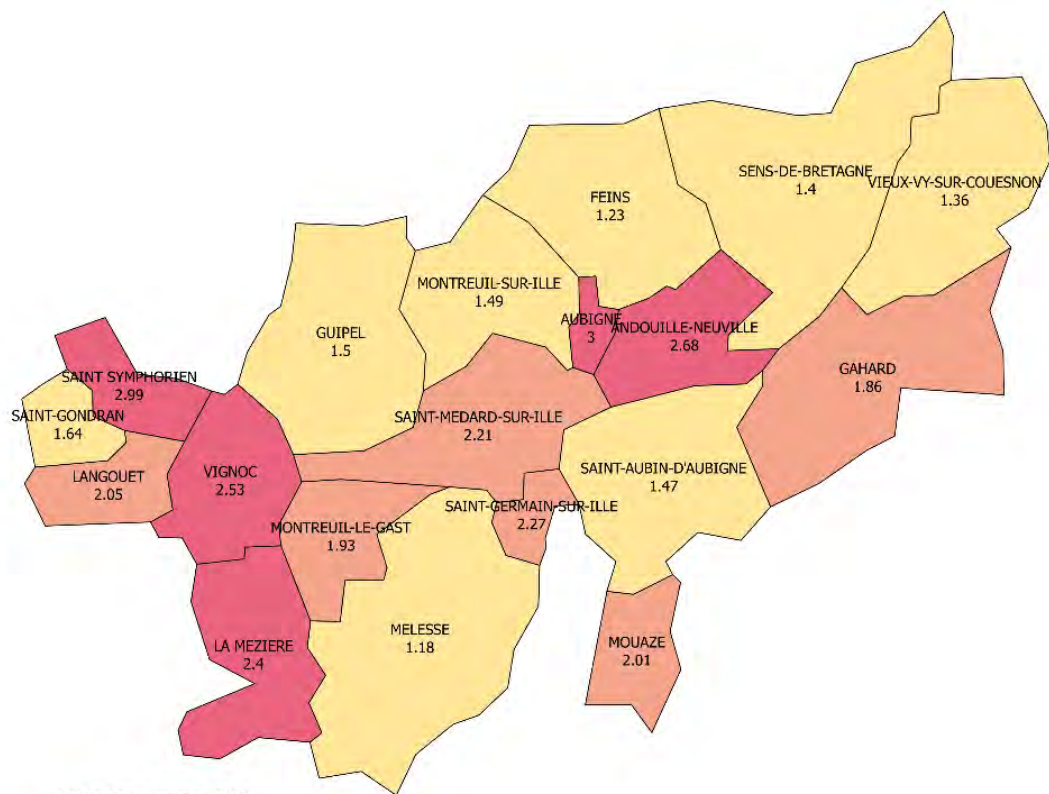 SENS-DE-BRETAGNE
1.4
VIEUX-VY-SUR-COUESNON
1.36
FEINS
1.23
MONTREUIL-SUR-ILLE
1.49
AUBIGNE
3
ANDOUILLE-NEUVILLE
2.68
GUIPEL
1.5
GAHARD
1.86
SAINT SYMPHORIEN
2.99
SAINT-GONDRAN
1.64
SAINT-MEDARD-SUR-ILLE
2.21
LANGOUET
2.05
VIGNOC
2.53
SAINT-AUBIN-D'AUBIGNE
1.47
SAINT-GERMAIN-SUR-ILLE
2.27
MONTREUIL-LE-GAST
1.93
MELESSE
1.18
LA MEZIERE
2.4
MOUAZE
2.01